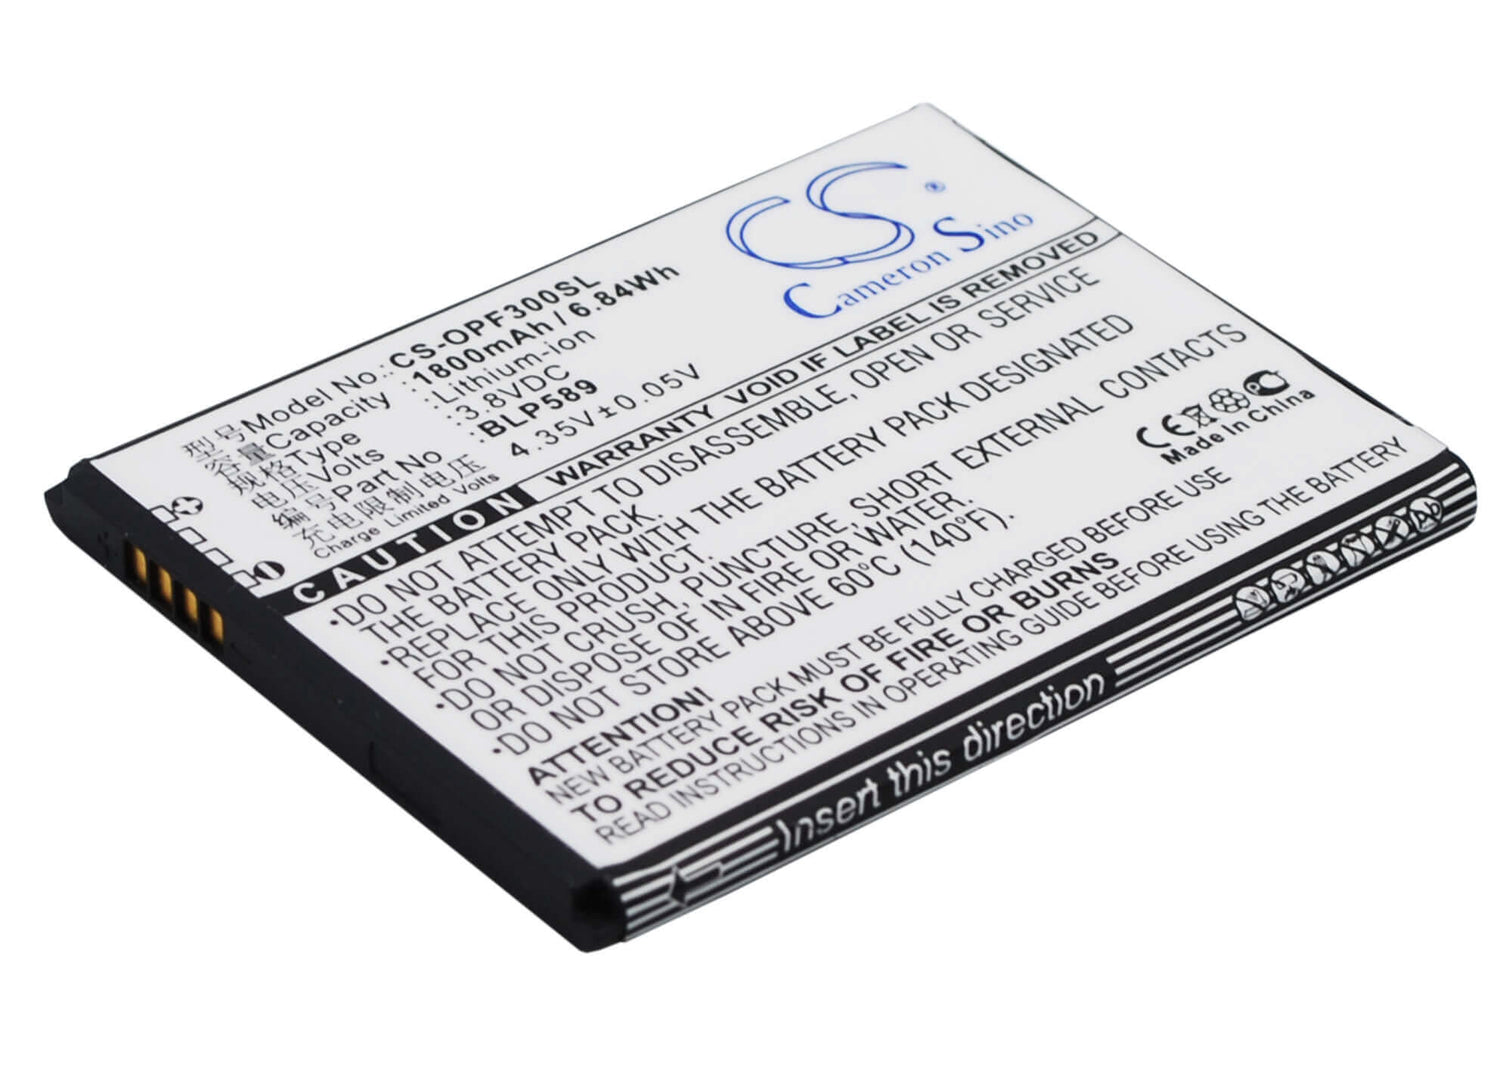 CS®
Cameron Sino
型号Model No.: CS-OPF300SL
容量Capacity : 1800mAh/6.84Wh
规格Type : Lithium-ion
电压Volts : 3.8VDC
编号Part No : BLP589
充电限制电压 : 4.35V±0.05V
Charge Limited Volts
+
-
CAUTION WARRANTY VOID IF LABEL IS REMOVED
•DO NOT ATTEMPT TO DISASSEMBLE, OPEN, OR SERVICE
THE BATTERY PACK.
•REPLACE ONLY WITH THE BATTERY PACK DESIGNATED
FOR THIS PRODUCT.
•DO NOT CRUSH, PUNCTURE, SHORT EXTERNAL CONTACTS,
OR DISPOSE OF IN FIRE OR WATER.
•DO NOT STORE ABOVE 60°C (140°F).
ATTENTION!
NEW BATTERY PACK MUST BE FULLY CHARGED BEFORE USE
TO REDUCE RISK OF FIRE OR BURNS
READ INSTRUCTIONS IN OPERATING GUIDE BEFORE USING THE BATTERY
CE
Made In China
Insert this direction